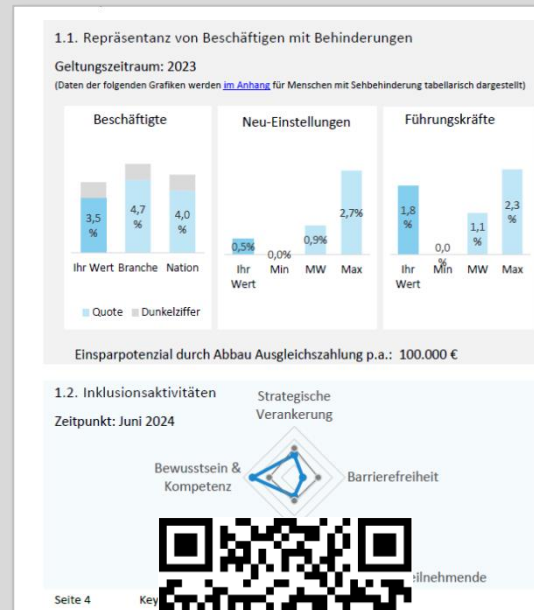 1.1. Repräsentanz von Beschäftigen mit Behinderungen
Geltungszeitraum: 2023
(Daten der folgenden Grafiken werden im Anhang für Menschen mit Sehbehinderung tabellarisch dargestellt)
Beschäftigte
3,5
%
4,7
%
4,0
%
Ihr Wert Branche Nation
Quote Dunkelziffer
Neu-Einstellungen
0,5%
0,0%
0,9%
2,7%
Ihr
Wert
Min MW Max
Führungskräfte
1,8
%
0,0
%
1,1
%
2,3
%
Ihr
Wert
Min MW Max
Einsparpotenzial durch Abbau Ausgleichszahlung p.a.: 100.000 €
1.2. Inklusionsaktivitäten
Zeitpunkt: Juni 2024
Strategische
Verankerung
Bewusstsein &
Kompetenz
Barrierefreiheit
Seite 4